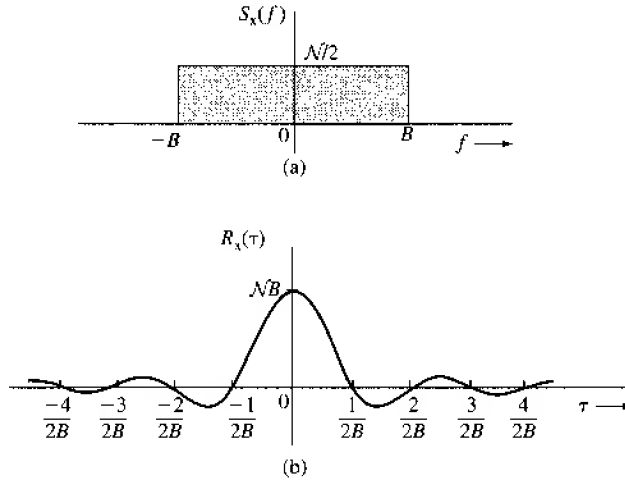 Sₓ(f)
𝒩/2
−B 0 B f
(a)
Rₓ(τ)
𝒩B
−4/2B −3/2B −2/2B −1/2B 0 1/2B 2/2B 3/2B 4/2B τ
(b)